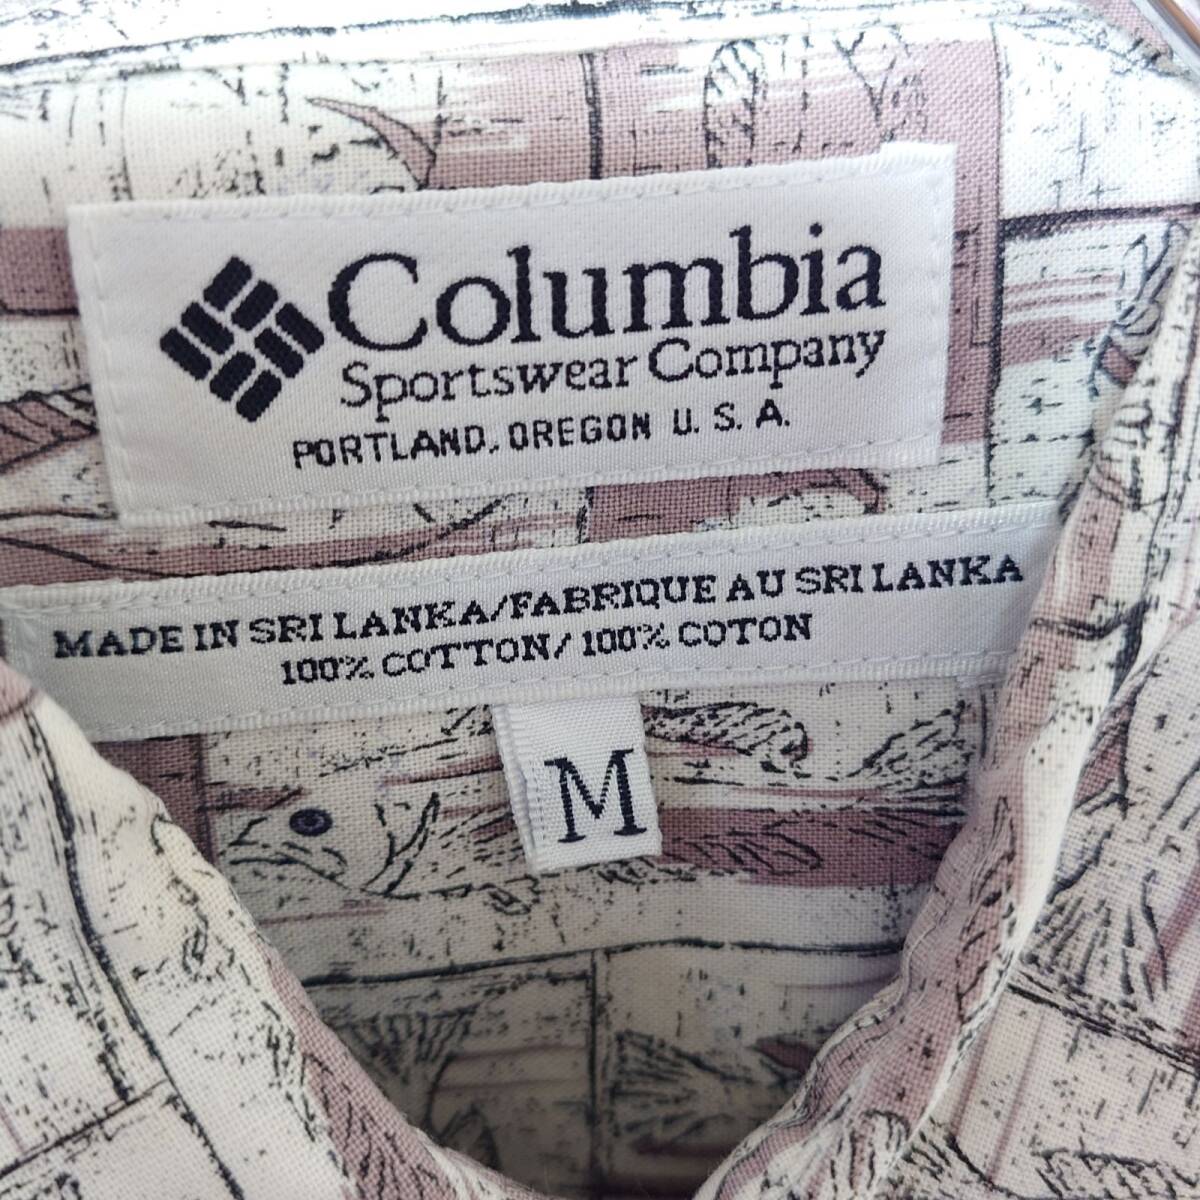 Columbia
Sportswear Company
PORTLAND, OREGON U.S.A.
MADE IN SRI LANKA/FABRIQUE AU SRI LANKA
100% COTTON/ 100% COTON
M